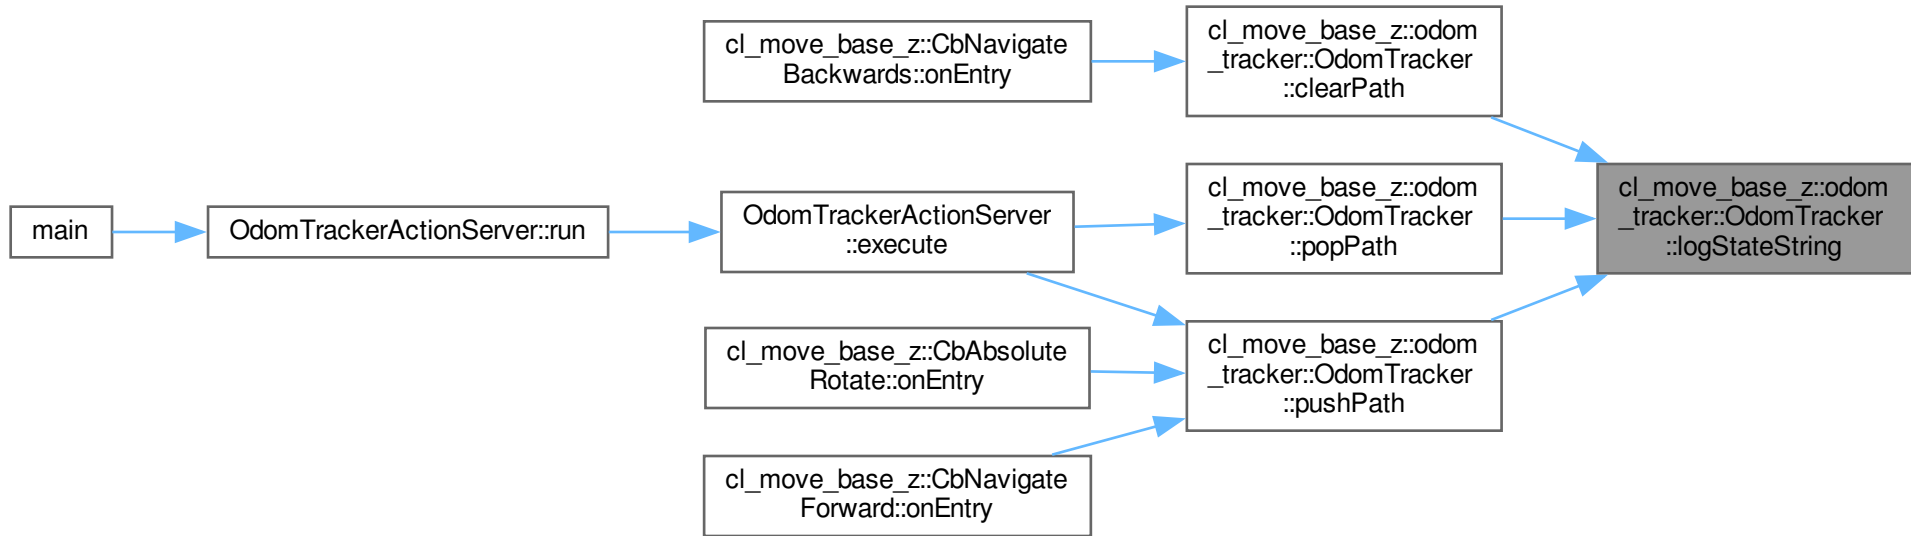 cl_move_base_z::CbNavigate
Backwards::onEntry
cl_move_base_z::odom
_tracker::OdomTracker
::clearPath
main
OdomTrackerActionServer::run
OdomTrackerActionServer
::execute
cl_move_base_z::odom
_tracker::OdomTracker
::popPath
cl_move_base_z::odom
_tracker::OdomTracker
::logStateString
cl_move_base_z::CbAbsolute
Rotate::onEntry
cl_move_base_z::odom
_tracker::OdomTracker
::pushPath
cl_move_base_z::CbNavigate
Forward::onEntry